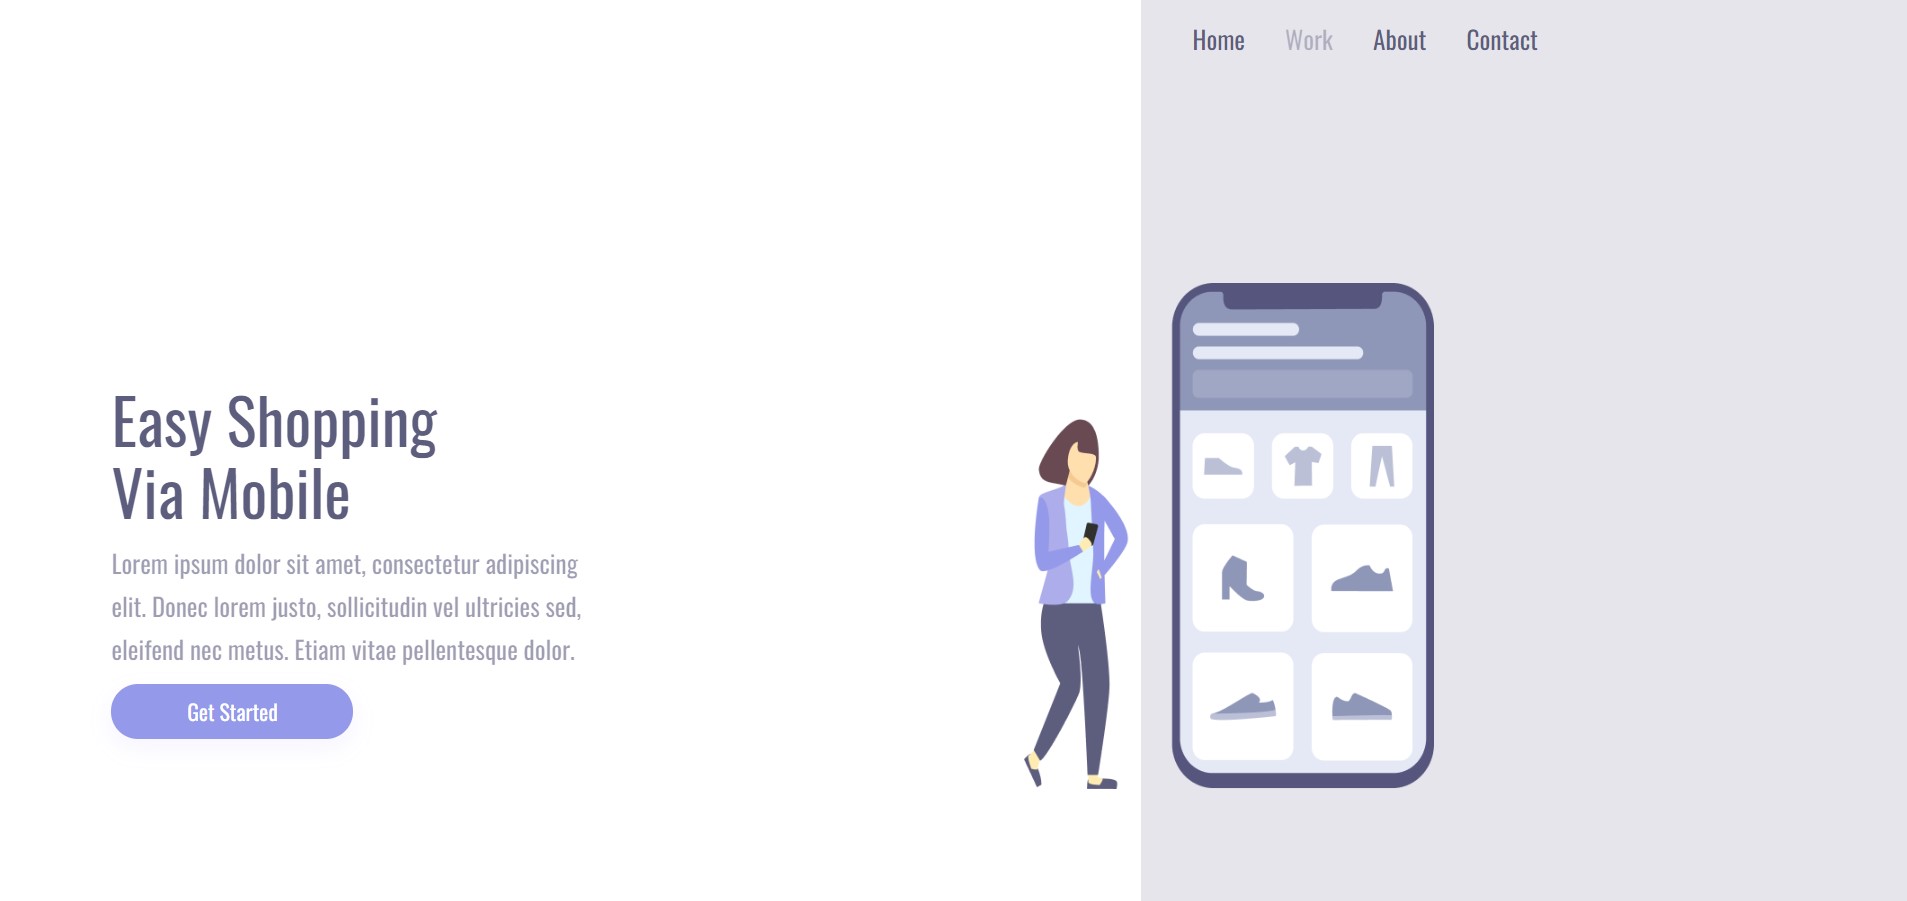 Home Work About Contact
Easy Shopping
Via Mobile
Lorem ipsum dolor sit amet, consectetur adipiscing
elit. Donec lorem justo, sollicitudin vel ultricies sed,
eleifend nec metus. Etiam vitae pellentesque dolor.
Get Started